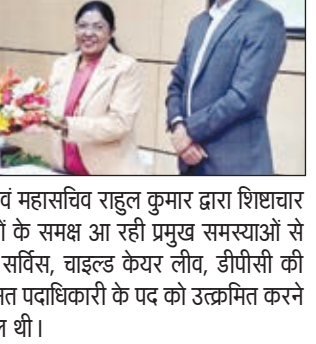 वं महासचिव राहुल कुमार द्वारा शिष्टाचार
ों के समक्ष आ रही प्रमुख समस्याओं से
सर्विस, चाइल्ड केयर लीव, डीपीसी की
पदाधिकारी के पद को उत्क्रमित करने
थी।